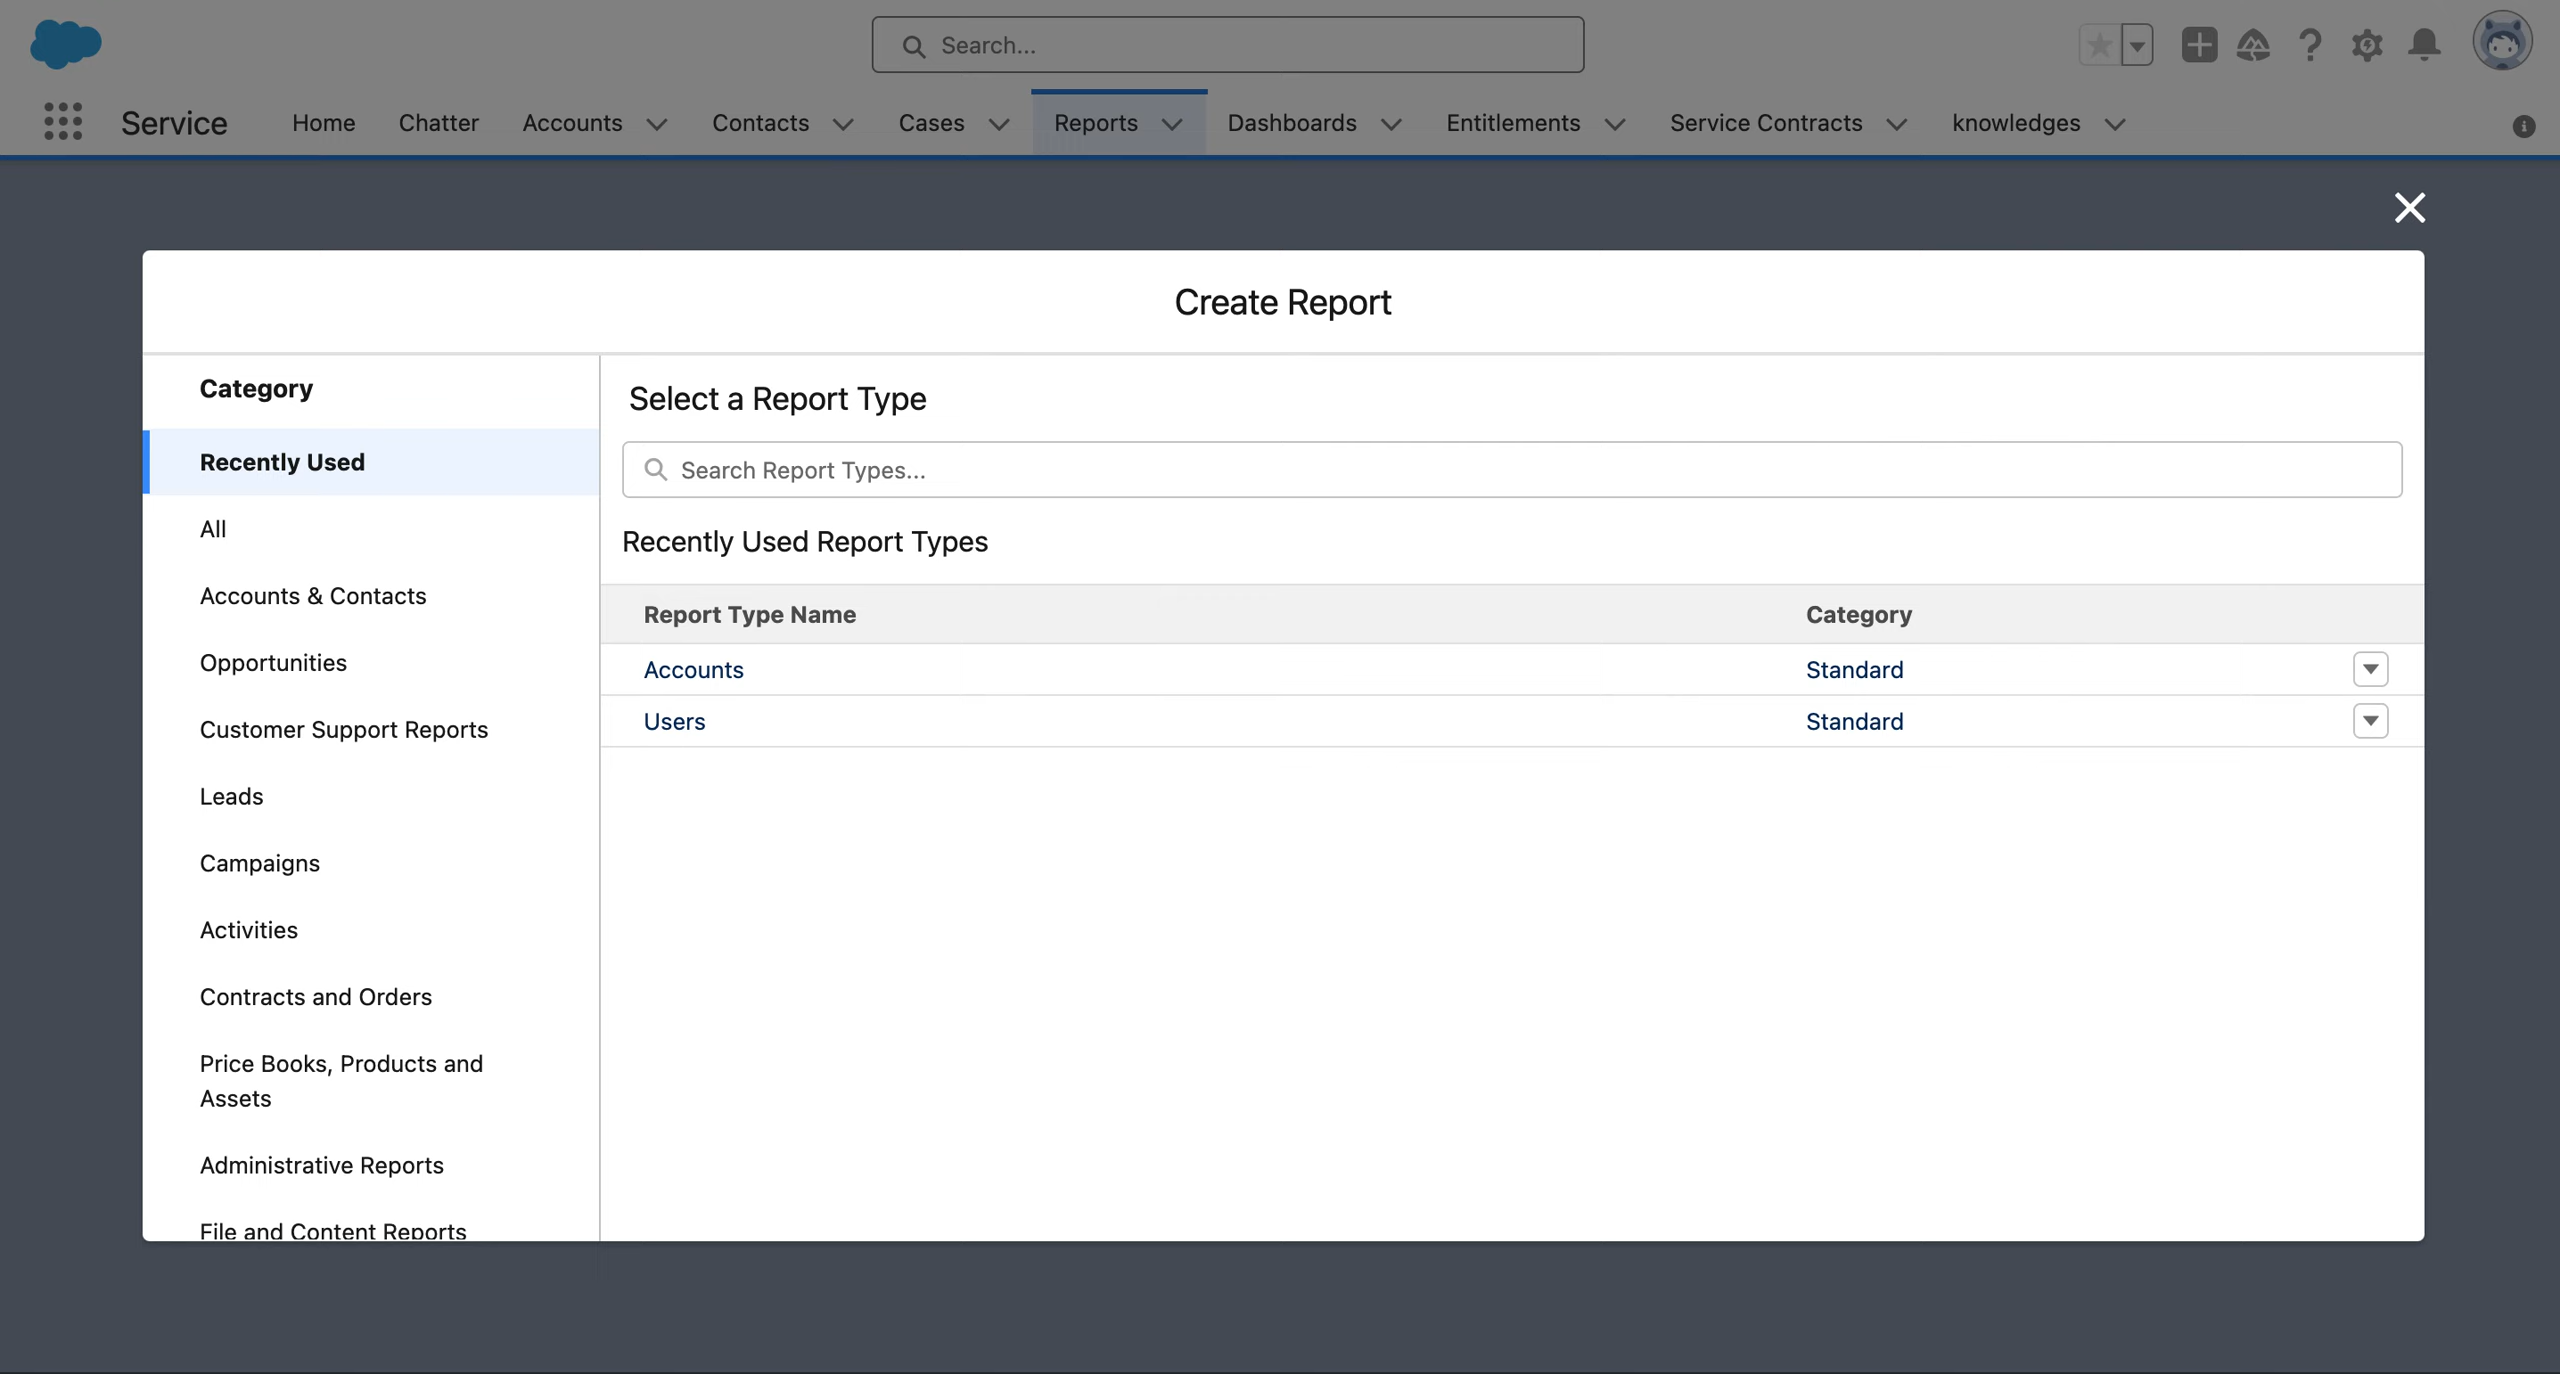 Search...
Service
Home
Chatter
Accounts
Contacts
Cases
Reports
Dashboards
Entitlements
Service Contracts
knowledges
Create Report
Category
Recently Used
All
Accounts & Contacts
Opportunities
Customer Support Reports
Leads
Campaigns
Activities
Contracts and Orders
Price Books, Products and
Assets
Administrative Reports
File and Content Reports
Select a Report Type
Search Report Types...
Recently Used Report Types
Report Type Name
Category
Accounts
Standard
Users
Standard